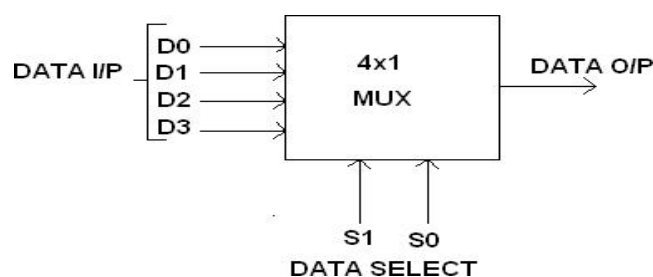 DATA I/P
D0
D1
D2
D3
4x1
MUX
DATA O/P
S1 S0
DATA SELECT